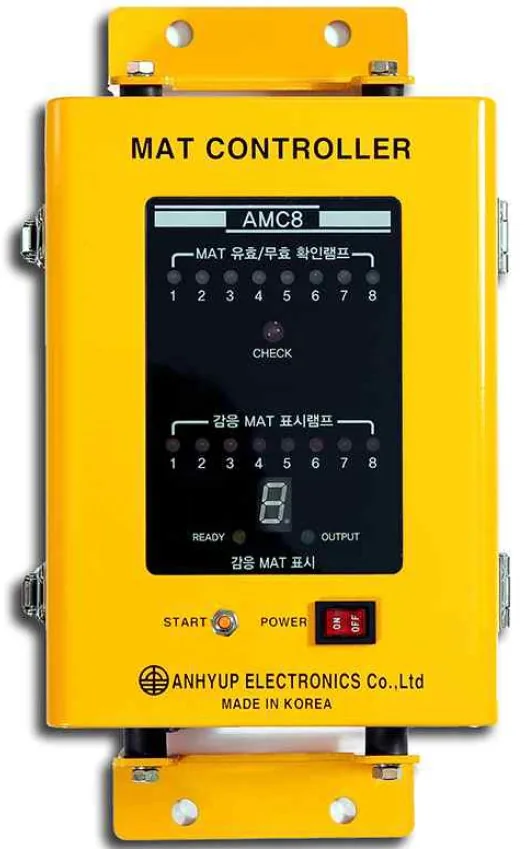 MAT CONTROLLER
AMC8
MAT 유효/무효 확인램프
1 2 3 4 5 6 7 8
CHECK
감응 MAT 표시램프
1 2 3 4 5 6 7 8
8
READY OUTPUT
감응 MAT 표시
START POWER ON OFF
ANHYUP ELECTRONICS Co.,Ltd
MADE IN KOREA